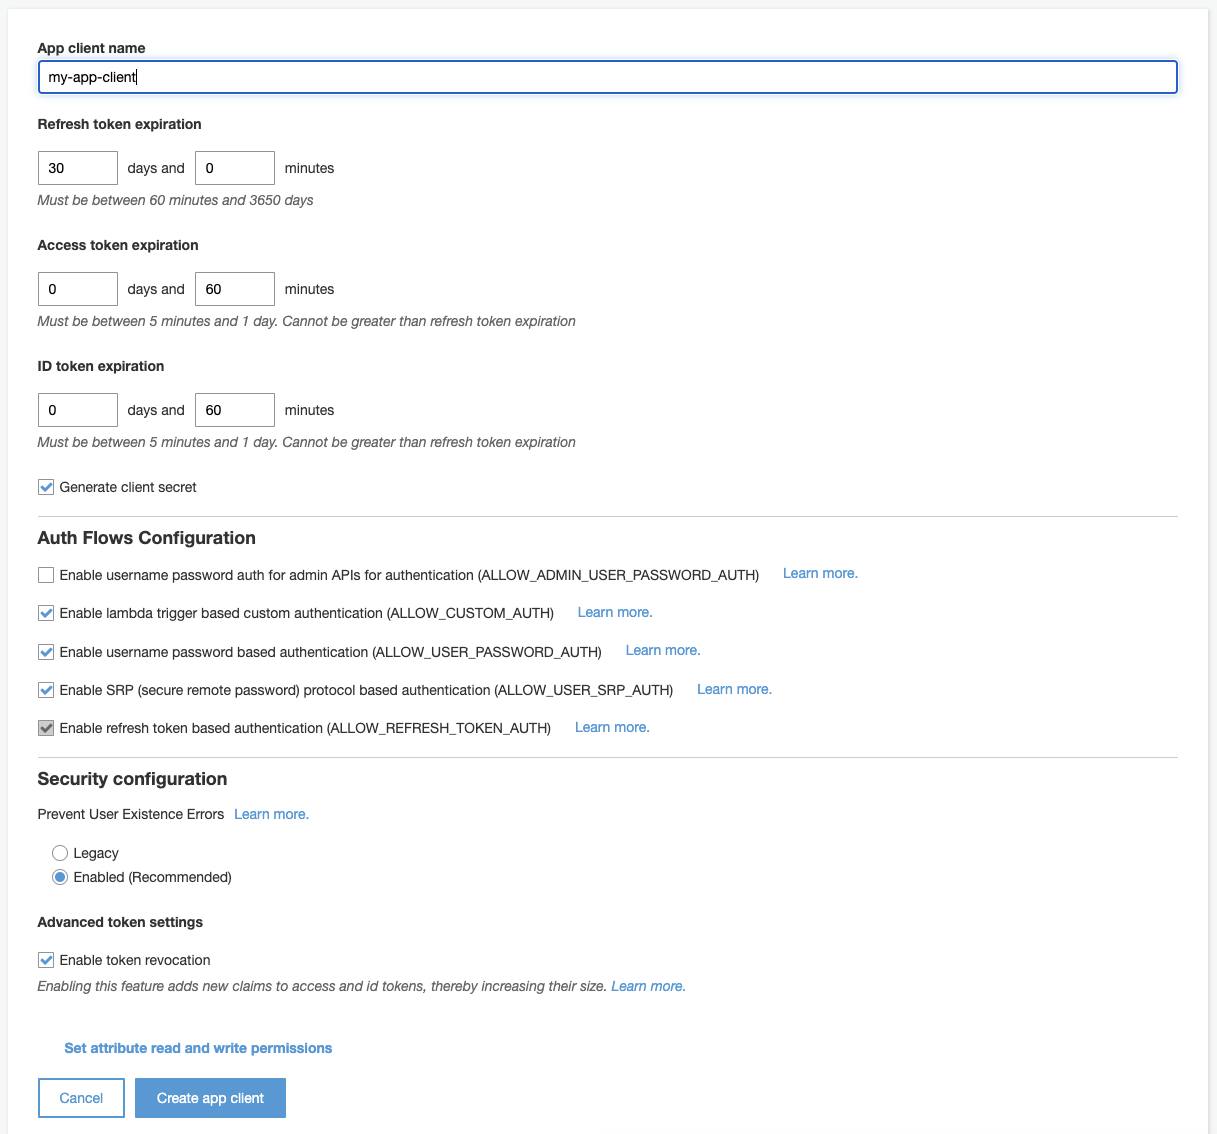 App client name
my-app-client
Refresh token expiration
30 days and 0 minutes
Must be between 60 minutes and 3650 days
Access token expiration
0 days and 60 minutes
Must be between 5 minutes and 1 day. Cannot be greater than refresh token expiration
ID token expiration
0 days and 60 minutes
Must be between 5 minutes and 1 day. Cannot be greater than refresh token expiration
Generate client secret
Auth Flows Configuration
Enable username password auth for admin APIs for authentication (ALLOW_ADMIN_USER_PASSWORD_AUTH) Learn more.
Enable lambda trigger based custom authentication (ALLOW_CUSTOM_AUTH) Learn more.
Enable username password based authentication (ALLOW_USER_PASSWORD_AUTH) Learn more.
Enable SRP (secure remote password) protocol based authentication (ALLOW_USER_SRP_AUTH) Learn more.
Enable refresh token based authentication (ALLOW_REFRESH_TOKEN_AUTH) Learn more.
Security configuration
Prevent User Existence Errors Learn more.
Legacy
Enabled (Recommended)
Advanced token settings
Enable token revocation
Enabling this feature adds new claims to access and id tokens, thereby increasing their size. Learn more.
Set attribute read and write permissions
Cancel Create app client